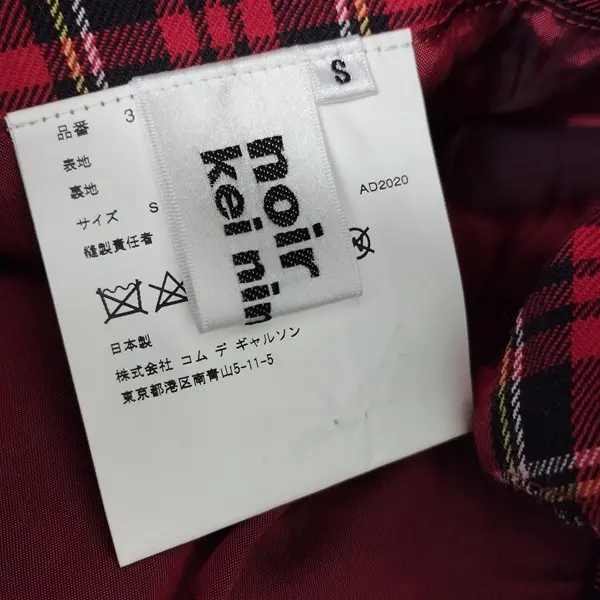 S
品番 3
表地
裏地
サイズ S
縫製責任者
AD2020
noir
kei nin
日本製
株式会社 コム デ ギャルソン
東京都港区南青山5-11-5